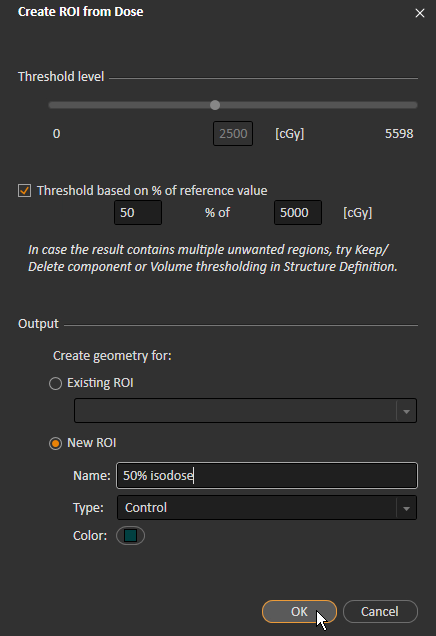 Create ROI from Dose
Threshold level
0 2500 [cGy] 5598
Threshold based on % of reference value
50 % of 5000 [cGy]
In case the result contains multiple unwanted regions, try Keep/
Delete component or Volume thresholding in Structure Definition.
Output
Create geometry for:
Existing ROI
New ROI
Name: 50% isodose
Type: Control
Color:
OK Cancel